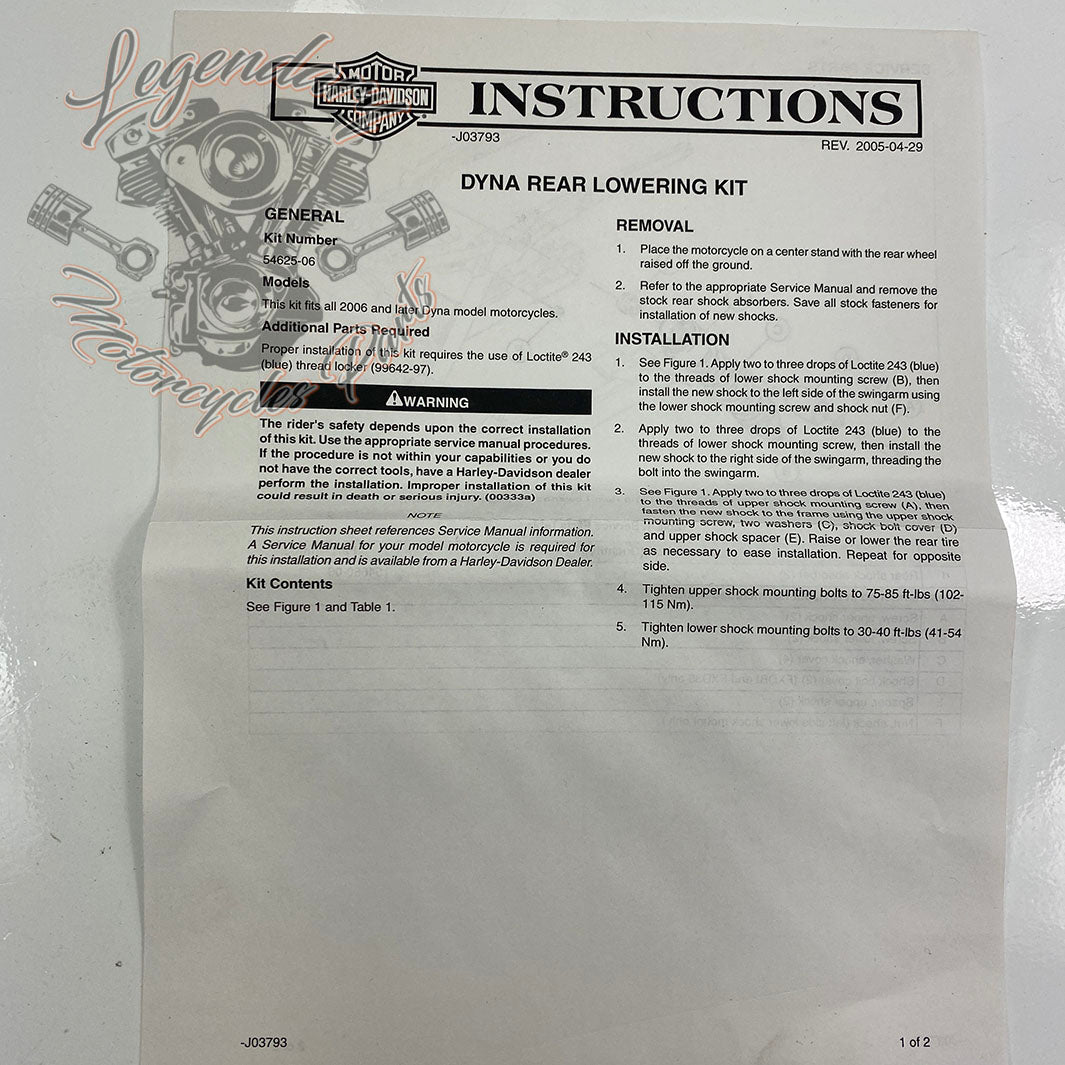 Legenda
Motorcycles Parts
MOTOR
HARLEY-DAVIDSON
COMPANY
INSTRUCTIONS
-J03793
REV. 2005-04-29
DYNA REAR LOWERING KIT
GENERAL
Kit Number
54625-06
Models
This kit fits all 2006 and later Dyna model motorcycles.
Additional Parts Required
Proper installation of this kit requires the use of Loctite® 243
(blue) thread locker (99642-97).
⚠WARNING
The rider's safety depends upon the correct installation
of this kit. Use the appropriate service manual procedures.
If the procedure is not within your capabilities or you do
not have the correct tools, have a Harley-Davidson dealer
perform the installation. Improper installation of this kit
could result in death or serious injury. (00333a)
NOTE
This instruction sheet references Service Manual information.
A Service Manual for your model motorcycle is required for
this installation and is available from a Harley-Davidson Dealer.
Kit Contents
See Figure 1 and Table 1.
REMOVAL
1. Place the motorcycle on a center stand with the rear wheel
raised off the ground.
2. Refer to the appropriate Service Manual and remove the
stock rear shock absorbers. Save all stock fasteners for
installation of new shocks.
INSTALLATION
1. See Figure 1. Apply two to three drops of Loctite 243 (blue)
to the threads of lower shock mounting screw (B), then
install the new shock to the left side of the swingarm using
the lower shock mounting screw and shock nut (F).
2. Apply two to three drops of Loctite 243 (blue) to the
threads of lower shock mounting screw, then install the
new shock to the right side of the swingarm, threading the
bolt into the swingarm.
3. See Figure 1. Apply two to three drops of Loctite 243 (blue)
to the threads of upper shock mounting screw (A), then
fasten the new shock to the frame using the upper shock
mounting screw, two washers (C), shock bolt cover (D)
and upper shock spacer (E). Raise or lower the rear tire
as necessary to ease installation. Repeat for opposite
side.
4. Tighten upper shock mounting bolts to 75-85 ft-lbs (102-
115 Nm).
5. Tighten lower shock mounting bolts to 30-40 ft-lbs (41-54
Nm).
-J03793
1 of 2